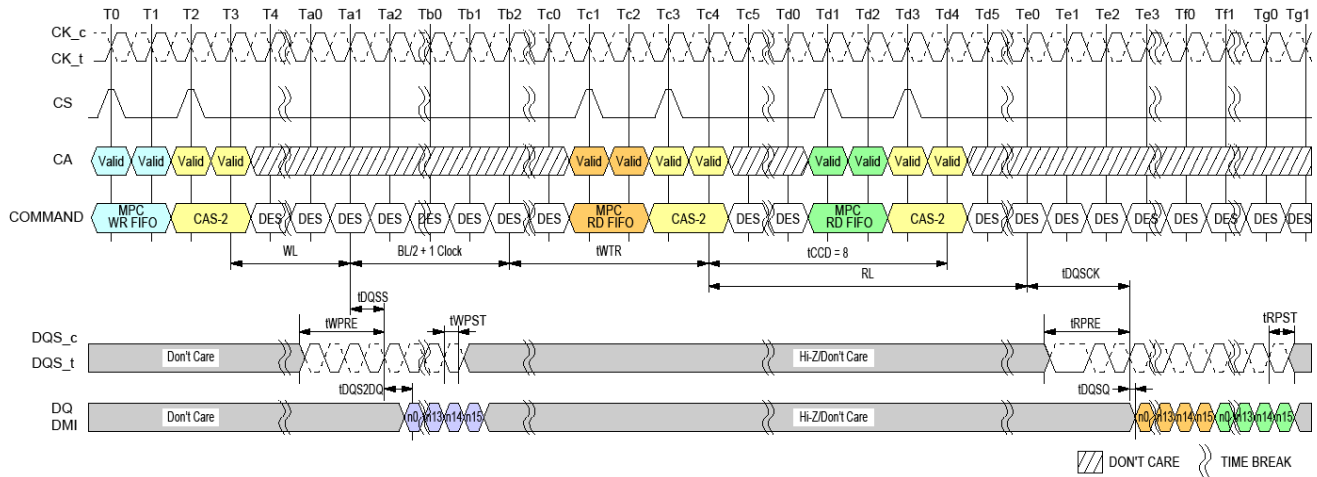 T0 T1 T2 T3 T4 Ta0 Ta1 Ta2 Tb0 Tb1 Tb2 Tc0 Tc1 Tc2 Tc3 Tc4 Tc5 Td0 Td1 Td2 Td3 Td4 Td5 Te0 Te1 Te2 Te3 Tf0 Tf1 Tg0 Tg1
CK_c
CK_t
CS
CA Valid Valid Valid Valid Valid Valid Valid Valid Valid Valid Valid Valid
MPC MPC MPC
COMMAND WR FIFO CAS-2 DES DES DES DES DES DES DES DES RD FIFO CAS-2 DES DES RD FIFO CAS-2 DES DES DES DES DES DES DES DES DES
WL BL/2 + 1 Clock tWTR tCCD = 8
RL tDQSCK
tDQSS
tWPRE tWPST tRPRE tRPST
DQS_c
DQS_t Don't Care Hi-Z/Don't Care
tDQS2DQ tDQSQ
DQ
DMI Don't Care n0 n13 n14 n15 Hi-Z/Don't Care n0 n13 n14 n15 n0 n13 n14 n15
DON'T CARE TIME BREAK